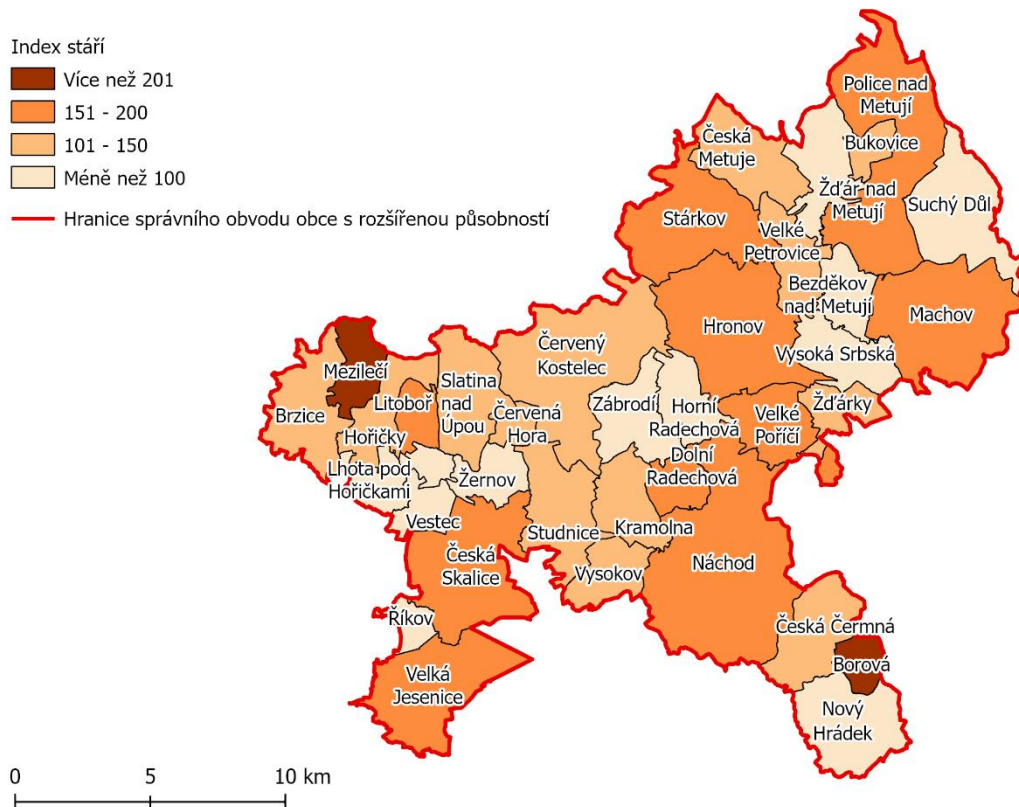 Index stáří
Více než 201
151 - 200
101 - 150
Méně než 100
Hranice správního obvodu obce s rozšířenou působností
Police nad
Metují
Česká
Metuje
Bukovice
Žďár nad
Metují
Suchý Důl
Stárkov
Velké
Petrovice
Bezděkov
nad Metují
Machov
Hronov
Vysoká Srbská
Červený
Kostelec
Mezilečí
Slatina
nad
Úpou
Zábrodí
Horní
Radechová
Velké
Poříčí
Žďárky
Brzice
Litoboř
Červená
Hora
Hořičky
Dolní
Radechová
Lhota pod
Hořičkami
Žernov
Vestec
Studnice
Kramolna
Česká
Skalice
Vysokov
Náchod
Říkov
Česká Čermná
Borová
Velká
Jesenice
Nový
Hrádek
0 5 10 km